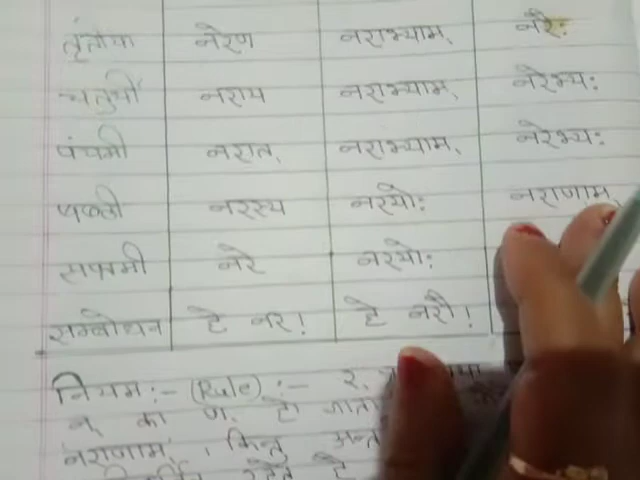 तृतीया नरेण नराभ्याम् नरैः
चतुर्थी नराय नराभ्याम् नरेभ्यः
पंचमी नरात् नराभ्याम् नरेभ्यः
षष्ठी नरस्य नरयोः नराणाम्
सप्तमी नरे नरयोः
सम्बोधन हे नर! हे नरौ!
नियम:- (Rule) :- र,
न् का ण् हो जाता
नराणाम् , किन्तु
रहता है